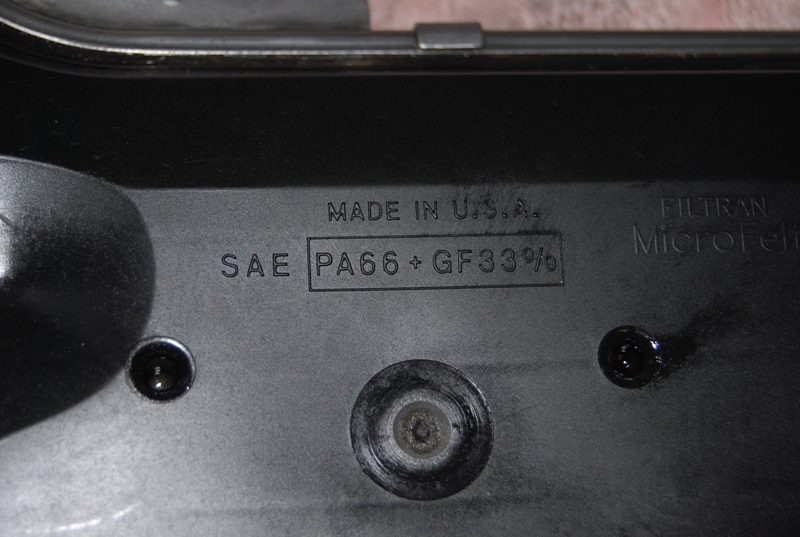 MADE IN U.S.A.
SAE PA66+GF33%
FILTRAN
MicroFelt